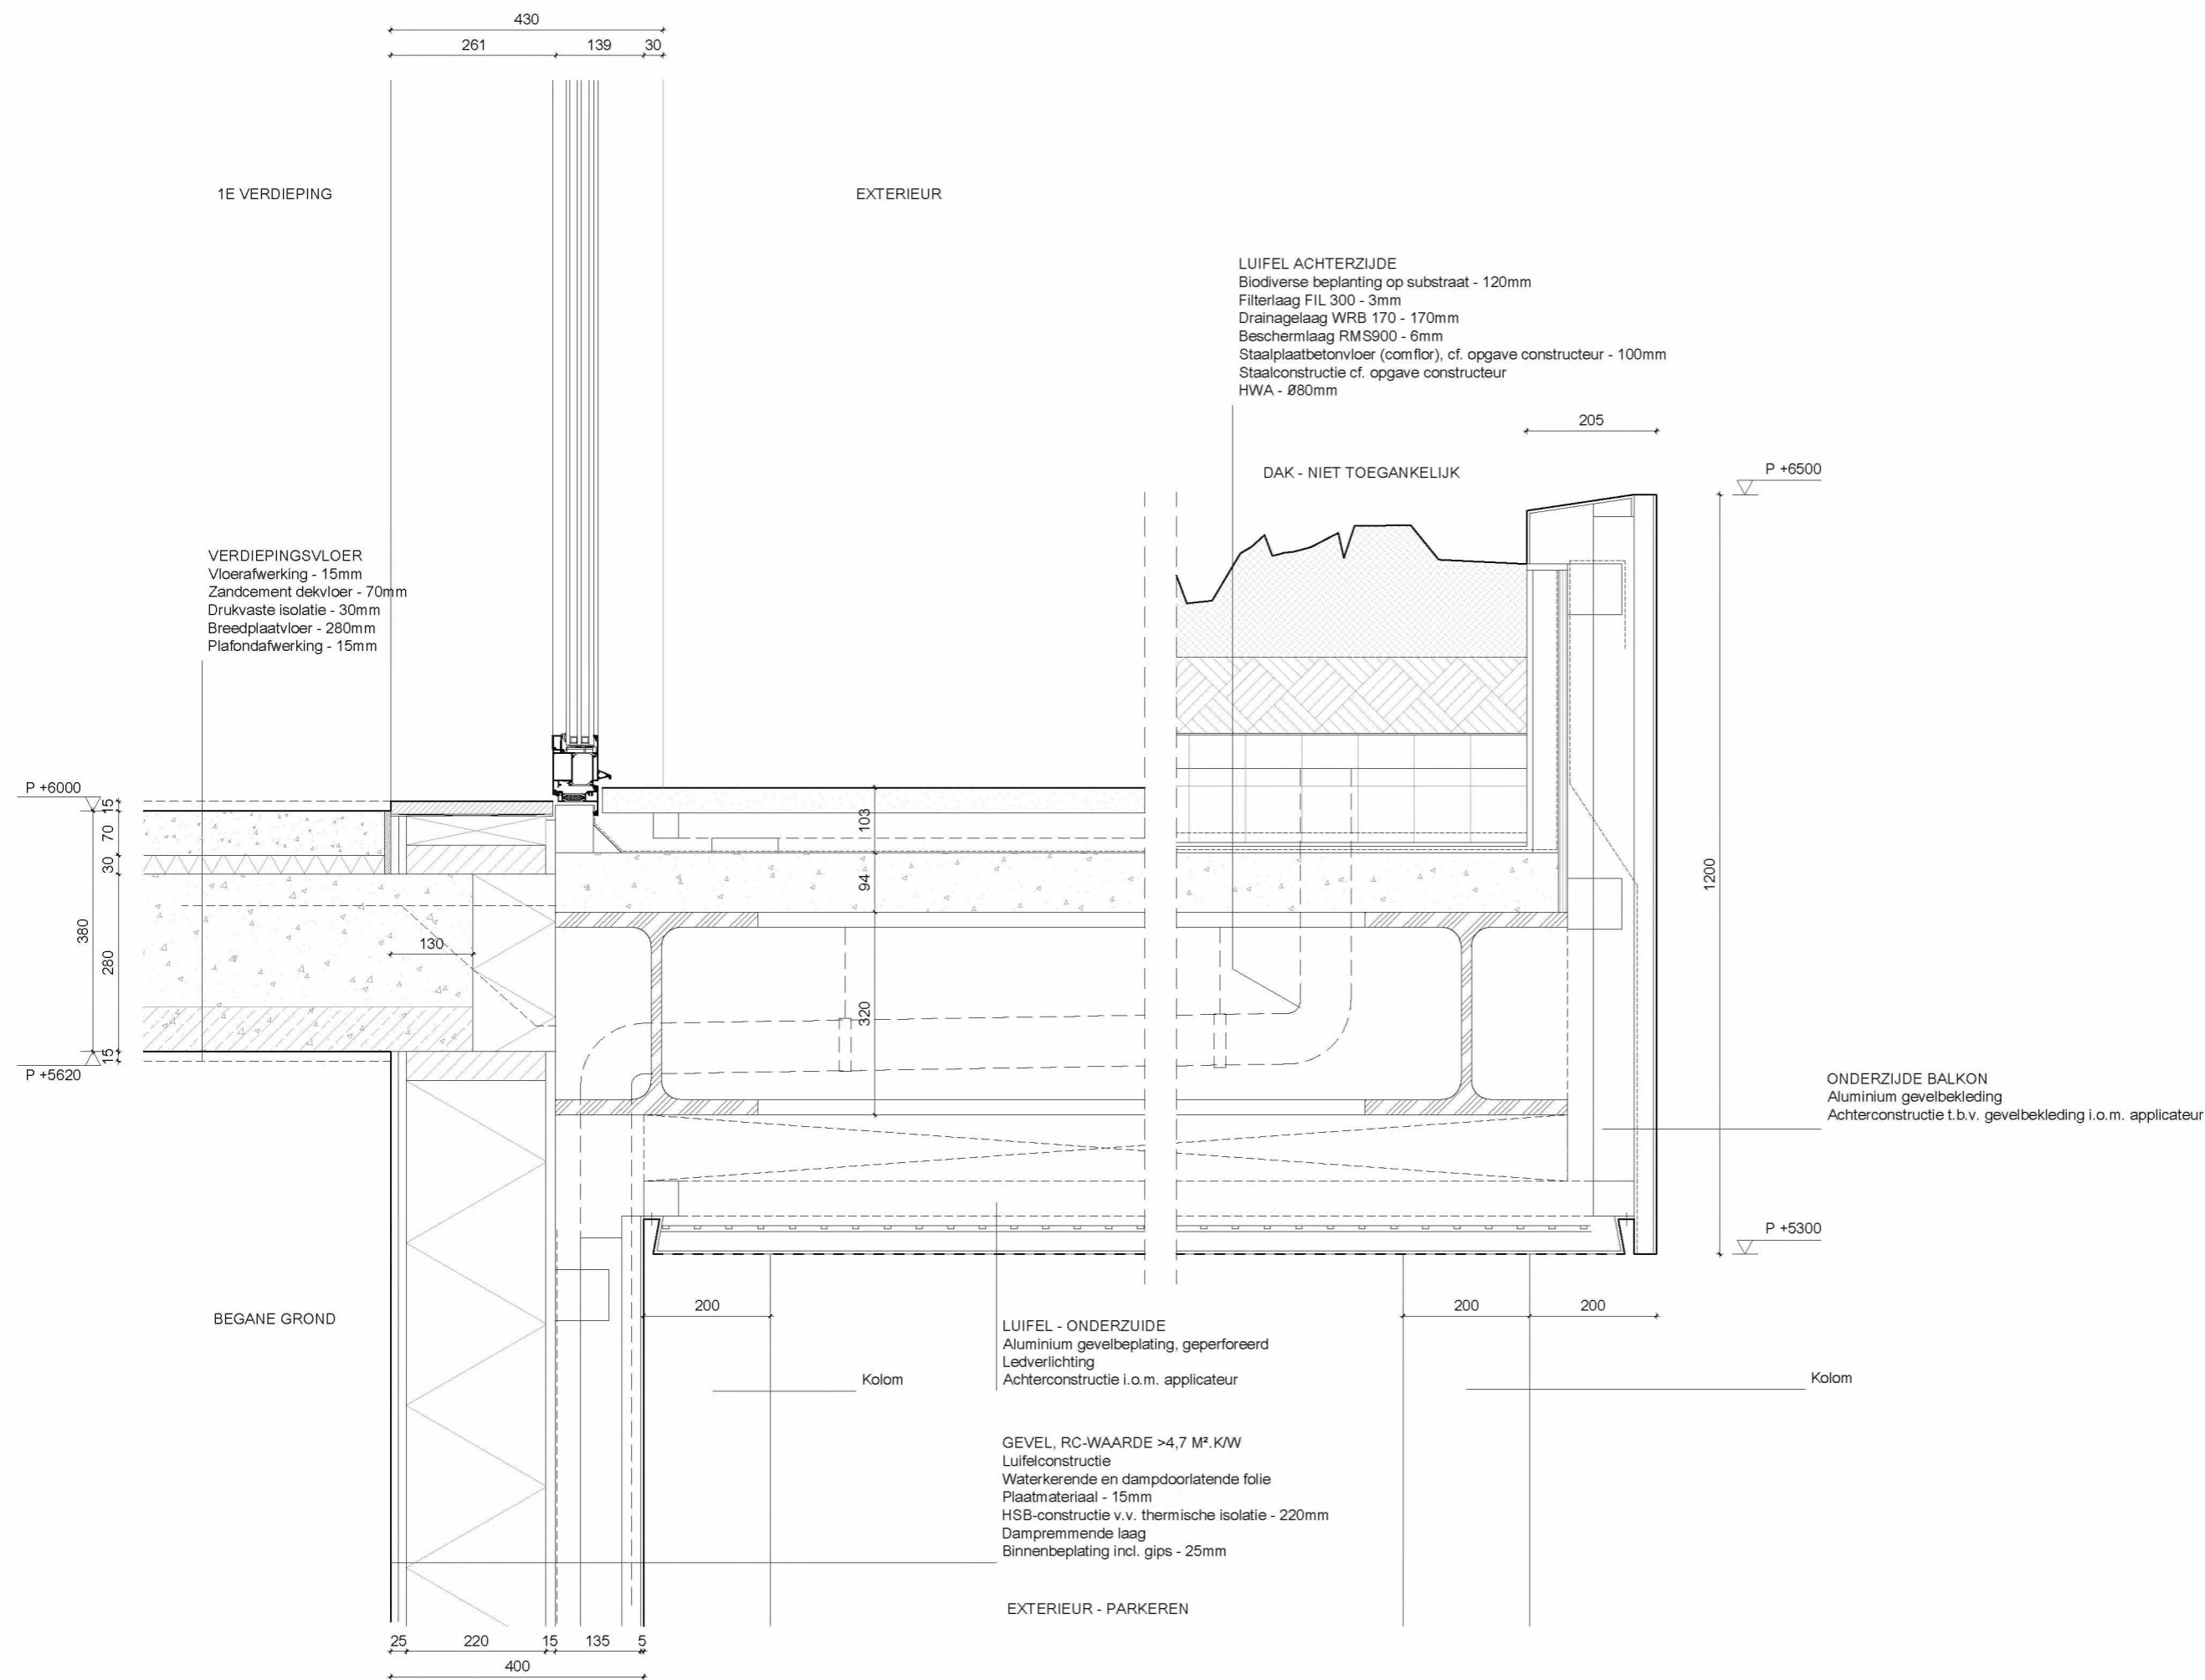 430
261 139 30
1E VERDIEPING
EXTERIEUR
LUIFEL ACHTERZIJDE
Biodiverse beplanting op substraat - 120mm
Filterlaag FIL 300 - 3mm
Drainagelaag WRB 170 - 170mm
Beschermlaag RMS900 - 6mm
Staalplaatbetonvloer (comflor), cf. opgave constructeur - 100mm
Staalconstructie cf. opgave constructeur
HWA - Ø80mm
205
DAK - NIET TOEGANKELIJK
P +6500
VERDIEPINGSVLOER
Vloerafwerking - 15mm
Zandcement dekvloer - 70mm
Drukvaste isolatie - 30mm
Breedplaatvloer - 280mm
Plafondafwerking - 15mm
P +6000
15
70
30
380
280
15
P +5620
130
103
94
320
1200
ONDERZIJDE BALKON
Aluminium gevelbekleding
Achterconstructie t.b.v. gevelbekleding i.o.m. applicateur
P +5300
200
200
200
BEGANE GROND
LUIFEL - ONDERZUIDE
Aluminium gevelbeplating, geperforeerd
Ledverlichting
Achterconstructie i.o.m. applicateur
Kolom
Kolom
GEVEL, RC-WAARDE >4,7 M².K/W
Luifelconstructie
Waterkerende en dampdoorlatende folie
Plaatmateriaal - 15mm
HSB-constructie v.v. thermische isolatie - 220mm
Dampremmende laag
Binnenbeplating incl. gips - 25mm
EXTERIEUR - PARKEREN
25 220 15 135 5
400